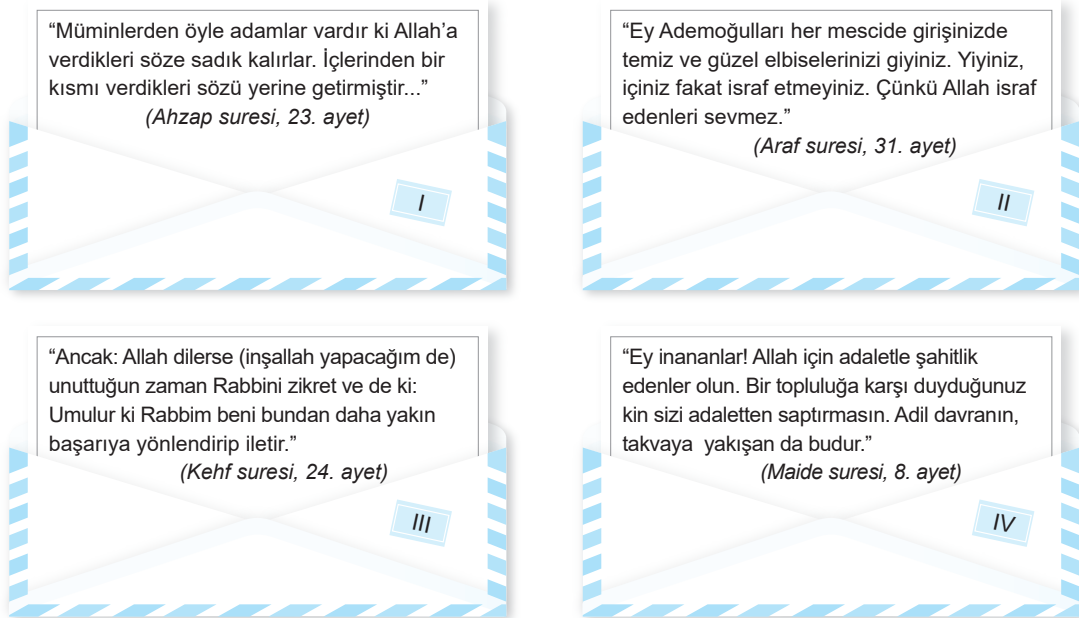 “Müminlerden öyle adamlar vardır ki Allah’a
verdikleri söze sadık kalırlar. İçlerinden bir
kısmı verdikleri sözü yerine getirmiştir...”
(Ahzap suresi, 23. ayet)
I
“Ey Ademoğulları her mescide girişinizde
temiz ve güzel elbiselerinizi giyiniz. Yiyiniz,
içiniz fakat israf etmeyiniz. Çünkü Allah israf
edenleri sevmez.”
(Araf suresi, 31. ayet)
II
“Ancak: Allah dilerse (inşallah yapacağım de)
unuttuğun zaman Rabbini zikret ve de ki:
Umulur ki Rabbim beni bundan daha yakın
başarıya yönlendirip iletir.”
(Kehf suresi, 24. ayet)
III
“Ey inananlar! Allah için adaletle şahitlik
edenler olun. Bir topluluğa karşı duyduğunuz
kin sizi adaletten saptırmasın. Adil davranın,
takvaya yakışan da budur.”
(Maide suresi, 8. ayet)
IV